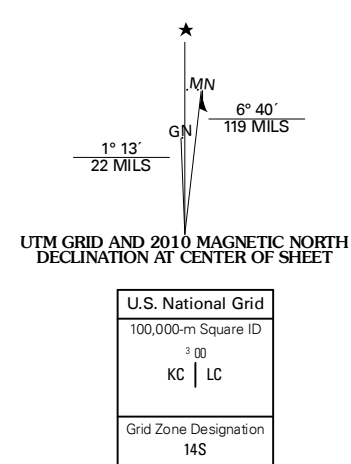 ★
MN
GN
6° 40´
119 MILS
1° 13´
22 MILS
UTM GRID AND 2010 MAGNETIC NORTH
DECLINATION AT CENTER OF SHEET
U.S. National Grid
100,000-m Square ID
3 00
KC | LC
Grid Zone Designation
14S